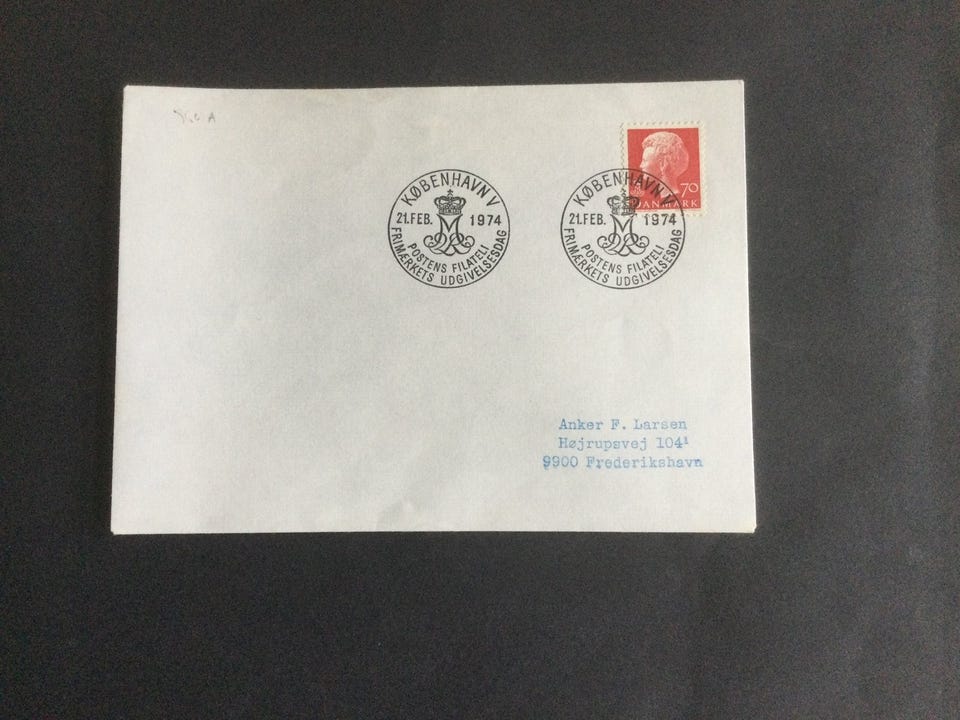 KØBENHAVN V
21.FEB. 1974
POSTENS FILATELI
FRIMÆRKETS UDGIVELSESDAG
KØBENHAVN V
21.FEB. 1974
POSTENS FILATELI
FRIMÆRKETS UDGIVELSESDAG
70
DANMARK
Anker F. Larsen
Højrupsvej 104¹
9900 Frederikshavn